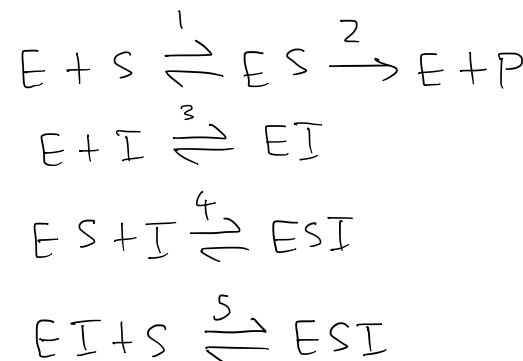 E + S ⇌¹ ES →² E + P
E + I ⇌³ EI
ES + I ⇌⁴ ESI
EI + S ⇌⁵ ESI